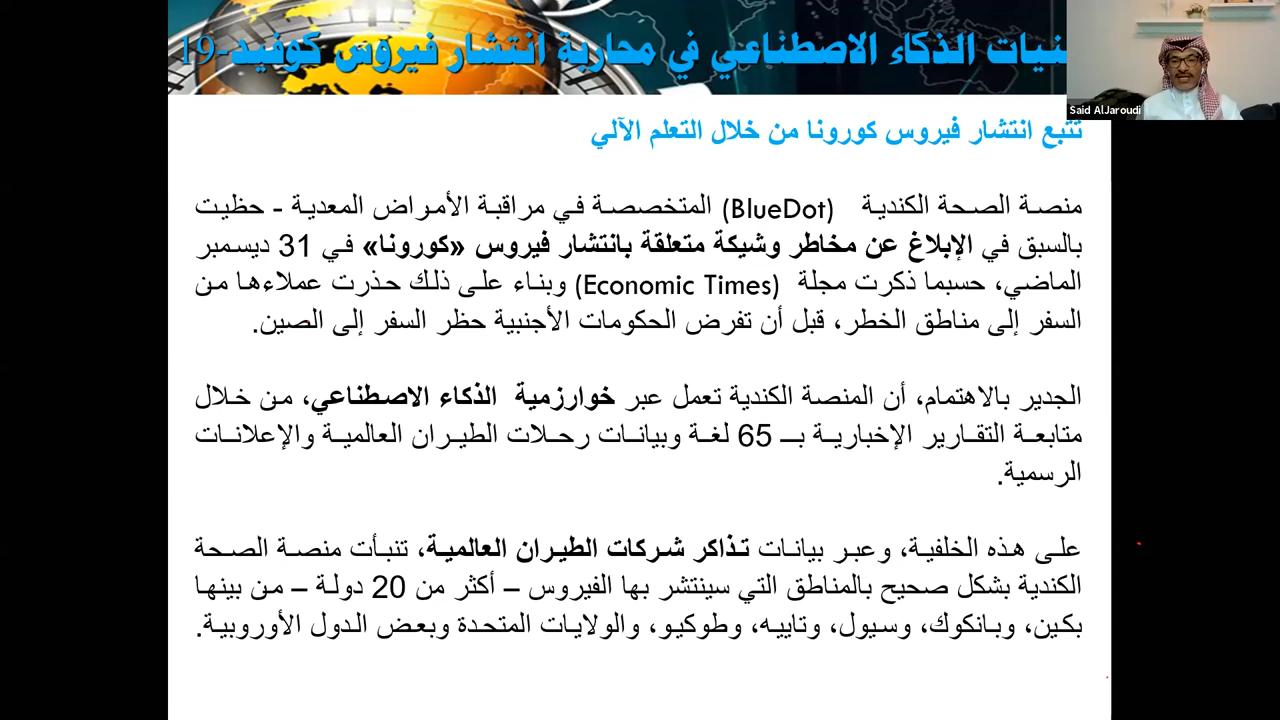 نيات الذكاء الاصطناعي في محاربة انتشار فيروس كوفيد-19
Said AlJaroudi
تتبع انتشار فيروس كورونا من خلال التعلم الآلي
منصة الصحة الكندية (BlueDot) المتخصصة في مراقبة الأمراض المعدية - حظيت
بالسبق في الإبلاغ عن مخاطر وشيكة متعلقة بانتشار فيروس «كورونا» في 31 ديسمبر
الماضي، حسبما ذكرت مجلة (Economic Times) وبناء على ذلك حذرت عملاءها من
السفر إلى مناطق الخطر، قبل أن تفرض الحكومات الأجنبية حظر السفر إلى الصين.
الجدير بالاهتمام، أن المنصة الكندية تعمل عبر خوارزمية الذكاء الاصطناعي، من خلال
متابعة التقارير الإخبارية بـ 65 لغة وبيانات رحلات الطيران العالمية والإعلانات
الرسمية.
على هذه الخلفية، وعبر بيانات تذاكر شركات الطيران العالمية، تنبأت منصة الصحة
الكندية بشكل صحيح بالمناطق التي سينتشر بها الفيروس – أكثر من 20 دولة – من بينها
بكين، وبانكوك، وسيول، وتاييه، وطوكيو، والولايات المتحدة وبعض الدول الأوروبية.